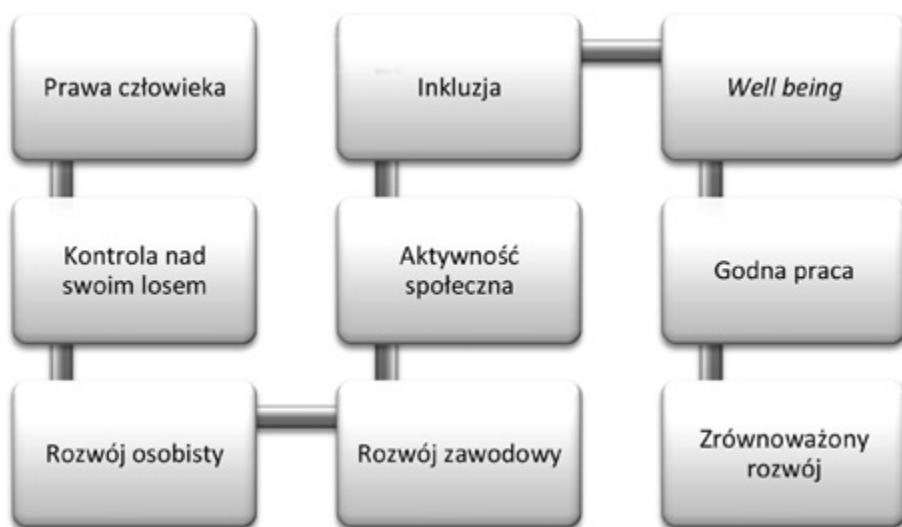 Prawa człowieka
Kontrola nad
swoim losem
Rozwój osobisty
Rozwój zawodowy
Aktywność
społeczna
Inkluzja
Well being
Godna praca
Zrównoważony
rozwój